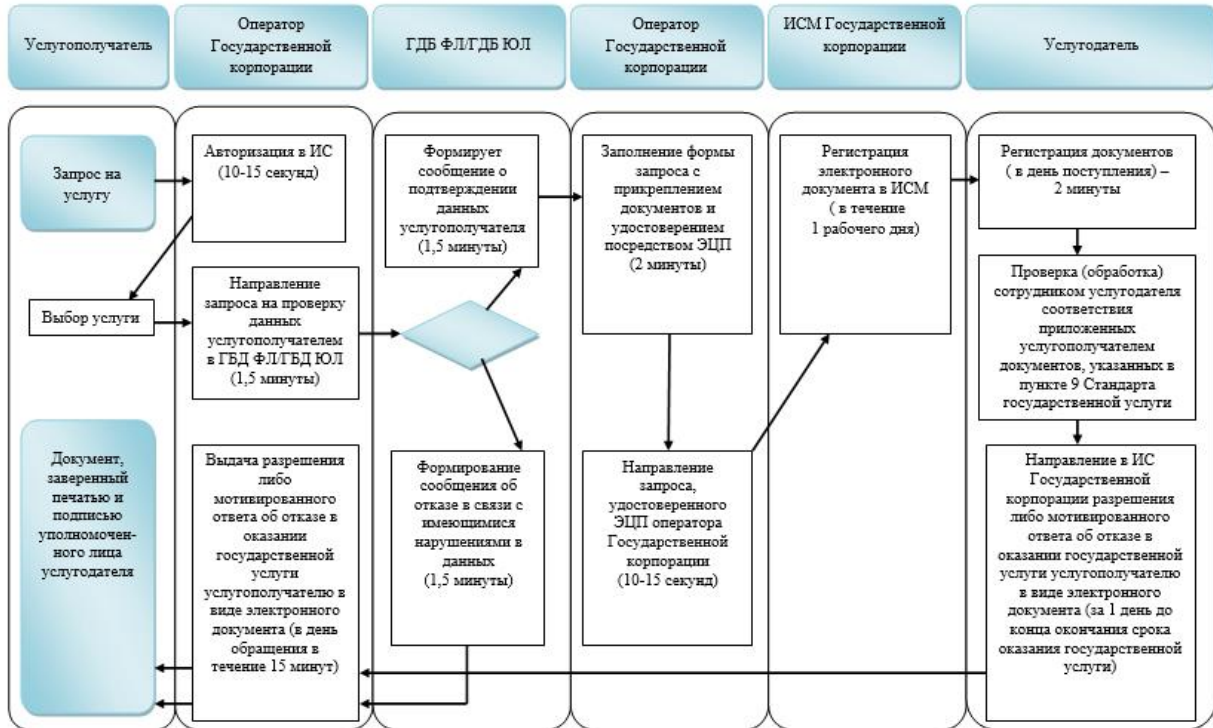 Услугополучатель
Оператор
Государственной
корпорации
ГДБ ФЛ/ГДБ ЮЛ
Оператор
Государственной
корпорации
ИСМ Государственной
корпорации
Услугодатель
Запрос на
услугу
Выбор услуги
Документ,
заверенный
печатью и
подписью
уполномочен-
ного лица
услугодателя
Авторизация в ИС
(10-15 секунд)
Направление
запроса на проверку
данных
услугополучателем
в ГБД ФЛ/ГБД ЮЛ
(1,5 минуты)
Выдача разрешения
либо
мотивированного
ответа об отказе в
оказании
государственной
услуги
услугополучателю в
виде электронного
документа (в день
обращения в
течение 15 минут)
Формирует
сообщение о
подтверждении
данных
услугополучателя
(1,5 минуты)
Формирование
сообщения об
отказе в связи с
имеющимися
нарушениями в
данных
(1,5 минуты)
Заполнение формы
запроса с
прикреплением
документов и
удостоверением
посредством ЭЦП
(2 минуты)
Направление
запроса,
удостоверенного
ЭЦП оператора
Государственной
корпорации
(10-15 секунд)
Регистрация
электронного
документа в ИСМ
( в течение
1 рабочего дня)
Регистрация документов
( в день поступления) –
2 минуты
Проверка (обработка)
сотрудником услугодателя
соответствия
приложенных
услугополучателем
документов, указанных в
пункте 9 Стандарта
государственной услуги
Направление в ИС
Государственной
корпорации разрешения
либо мотивированного
ответа об отказе в
оказании государственной
услуги услугополучателю
в виде электронного
документа (за 1 день до
конца окончания срока
оказания государственной
услуги)